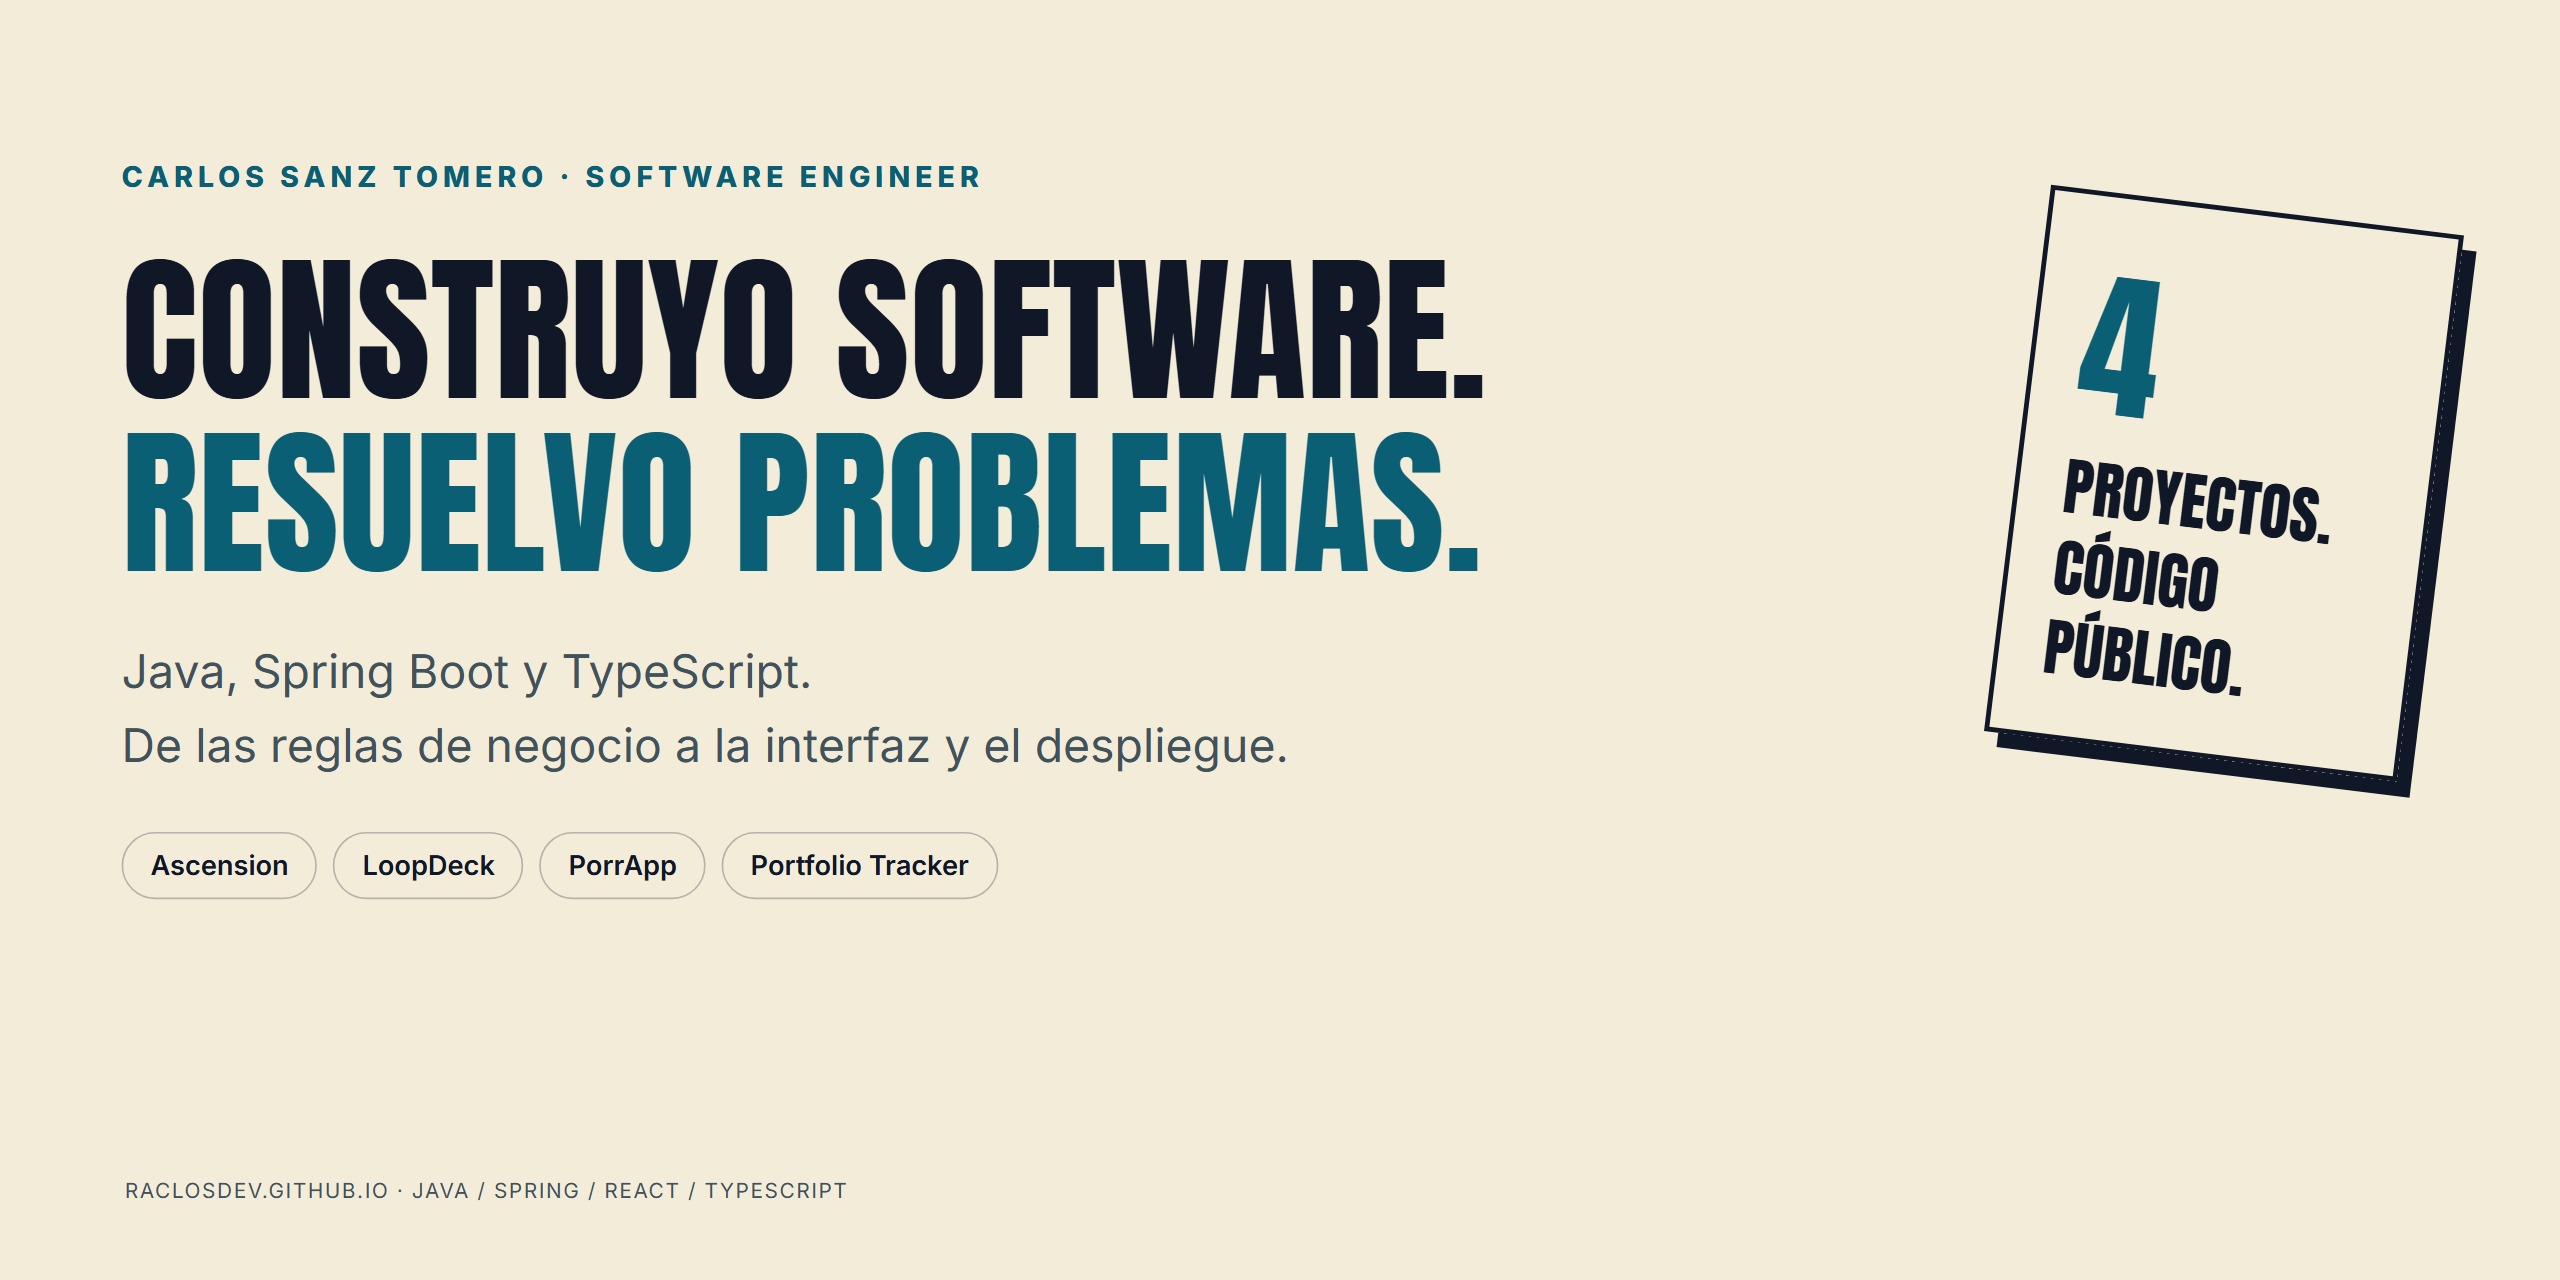 CARLOS SANZ TOMERO · SOFTWARE ENGINEER
CONSTRUYO SOFTWARE.
RESUELVO PROBLEMAS.
Java, Spring Boot y TypeScript.
De las reglas de negocio a la interfaz y el despliegue.
Ascension LoopDeck PorrApp Portfolio Tracker
4
PROYECTOS.
CÓDIGO
PÚBLICO.
RACLOSDEV.GITHUB.IO · JAVA / SPRING / REACT / TYPESCRIPT